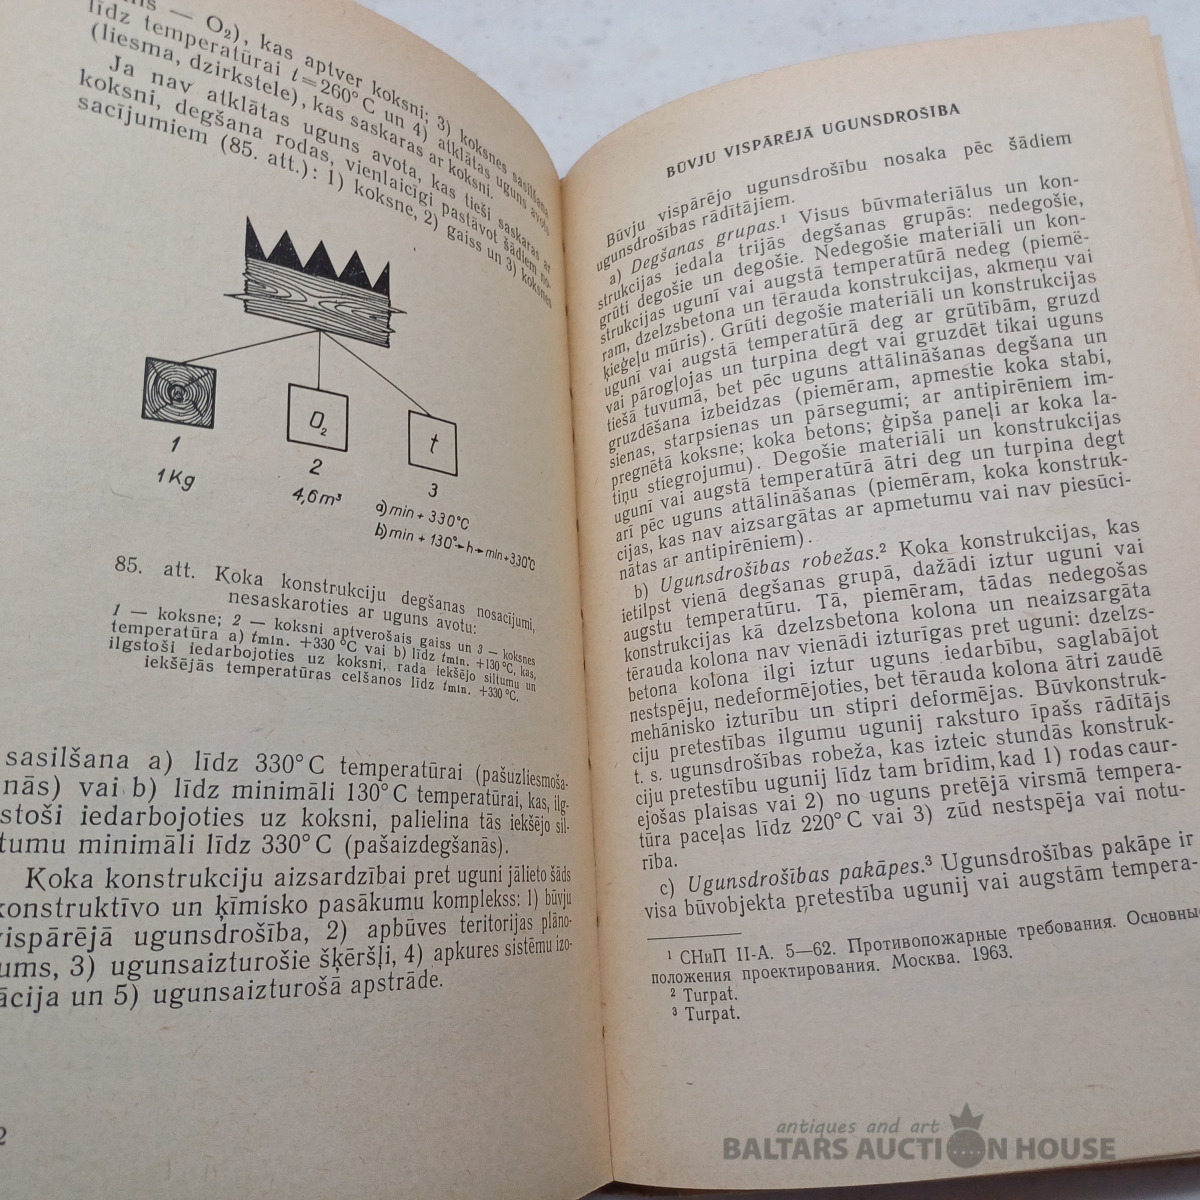 — O₂), kas aptver koksni; 3) koksnes sasilšana
līdz temperatūrai t=260°C un 4) atklātas uguns avots
(liesma, dzirkstele), kas saskaras ar koksni.
Ja nav atklātas uguns avota, kas tieši saskaras ar
koksni, degšana rodas, vienlaicīgi pastāvot šādiem no-
sacījumiem (85. att.): 1) koksne, 2) gaiss un 3) koksnes
O₂
t
1
2
3
1Kg
4,6m³
a) min + 330°C
b) min + 130°→h→min+330°C
85. att. Koka konstrukciju degšanas nosacījumi,
nesaskaroties ar uguns avotu:
1 — koksne; 2 — koksni aptverošais gaiss un 3 — koksnes
temperatūra a) tmin. +330°C vai b) līdz tmin. +130°C, kas,
ilgstoši iedarbojoties uz koksni, rada iekšējo siltumu un
iekšējās temperatūras celšanos līdz tmin. +330°C.
sasilšana a) līdz 330°C temperatūrai (pašuzliesmoša-
nās) vai b) līdz minimāli 130°C temperatūrai, kas, ilg-
stoši iedarbojoties uz koksni, palielina tās iekšējo sil-
tumu minimāli līdz 330°C (pašaizdegšanās).
Koka konstrukciju aizsardzībai pret uguni jālieto šāds
konstruktīvo un ķīmisko pasākumu komplekss: 1) būvju
vispārējā ugunsdrošība, 2) apbūves teritorijas plāno-
ums, 3) ugunsaizturošie šķēršļi, 4) apkures sistēmu izo-
ācija un 5) ugunsaizturošā apstrāde.
2
BŪVJU VISPĀRĒJĀ UGUNSDROŠĪBA
Būvju vispārējo ugunsdrošību nosaka pēc šādiem
ugunsdrošības rādītājiem.
a) Degšanas grupas.¹ Visus būvmateriālus un kon-
strukcijas iedala trijās degšanas grupās: nedegošie,
grūti degošie un degošie. Nedegošie materiāli un kon-
strukcijas ugunī vai augstā temperatūrā nedeg (piemē-
ram, dzelzsbetona un tērauda konstrukcijas, akmeņu vai
ķieģeļu mūris). Grūti degošie materiāli un konstrukcijas
ugunī vai augstā temperatūrā deg ar grūtībām, gruzd
vai pārogļojas un turpina degt vai gruzdēt tikai uguns
tiešā tuvumā, bet pēc uguns attālināšanas degšana un
gruzdēšana izbeidzas (piemēram, apmestie koka stabi,
sienas, starpsienas un pārsegumi; ar antipirēniem im-
pregnētā koksne; koka betons; ģipša paneļi ar koka la-
tiņu stiegrojumu). Degošie materiāli un konstrukcijas
ugunī vai augstā temperatūrā ātri deg un turpina degt
arī pēc uguns attālināšanas (piemēram, koka konstruk-
cijas, kas nav aizsargātas ar apmetumu vai nav piesūci-
nātas ar antipirēniem).
b) Ugunsdrošības robežas.² Koka konstrukcijas, kas
ietilpst vienā degšanas grupā, dažādi iztur uguni vai
augstu temperatūru. Tā, piemēram, tādas nedegošas
konstrukcijas kā dzelzsbetona kolona un neaizsargāta
tērauda kolona nav vienādi izturīgas pret uguni: dzelzs-
betona kolona ilgi iztur uguns iedarbību, saglabājot
nestspēju, nedeformējoties, bet tērauda kolona ātri zaudē
mehānisko izturību un stipri deformējas. Būvkonstruk-
ciju pretestības ilgumu ugunij raksturo īpašs rādītājs
t. s. ugunsdrošības robeža, kas izteic stundās konstruk-
ciju pretestību ugunij līdz tam brīdim, kad 1) rodas caur-
ejošas plaisas vai 2) no uguns pretējā virsmā tempera-
tūra paceļas līdz 220°C vai 3) zūd nestspēja vai notu-
rība.
c) Ugunsdrošības pakāpes.³ Ugunsdrošības pakāpe ir
visa būvobjekta pretestība ugunij vai augstām tempera-
¹ СНиП II-А. 5—62. Противопожарные требования. Основные
положения проектирования. Москва. 1963.
² Turpat.
³ Turpat.
antiques and art
BALTARS AUCTION HOUSE